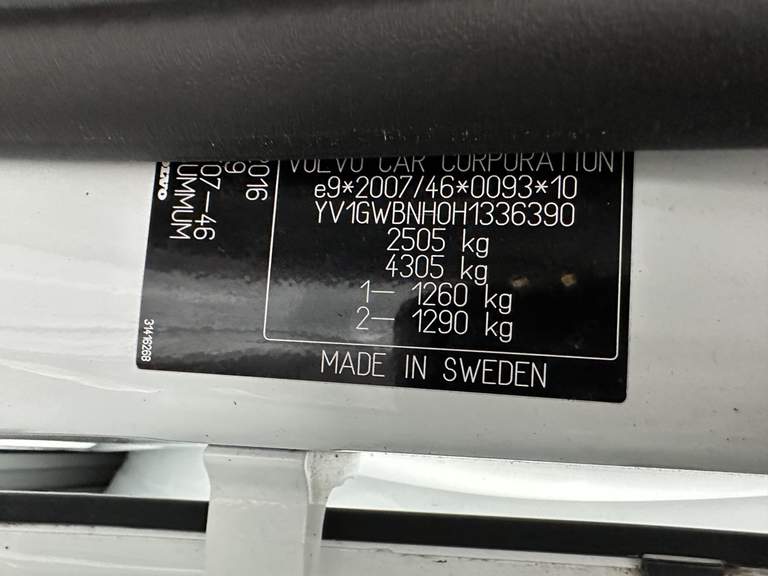 VOLVO CAR CORPORATION
e9*2007/46*0093*10
YV1GWBNH0H1336390
2505 kg
4305 kg
1– 1260 kg
2– 1290 kg
MADE IN SWEDEN
31416268